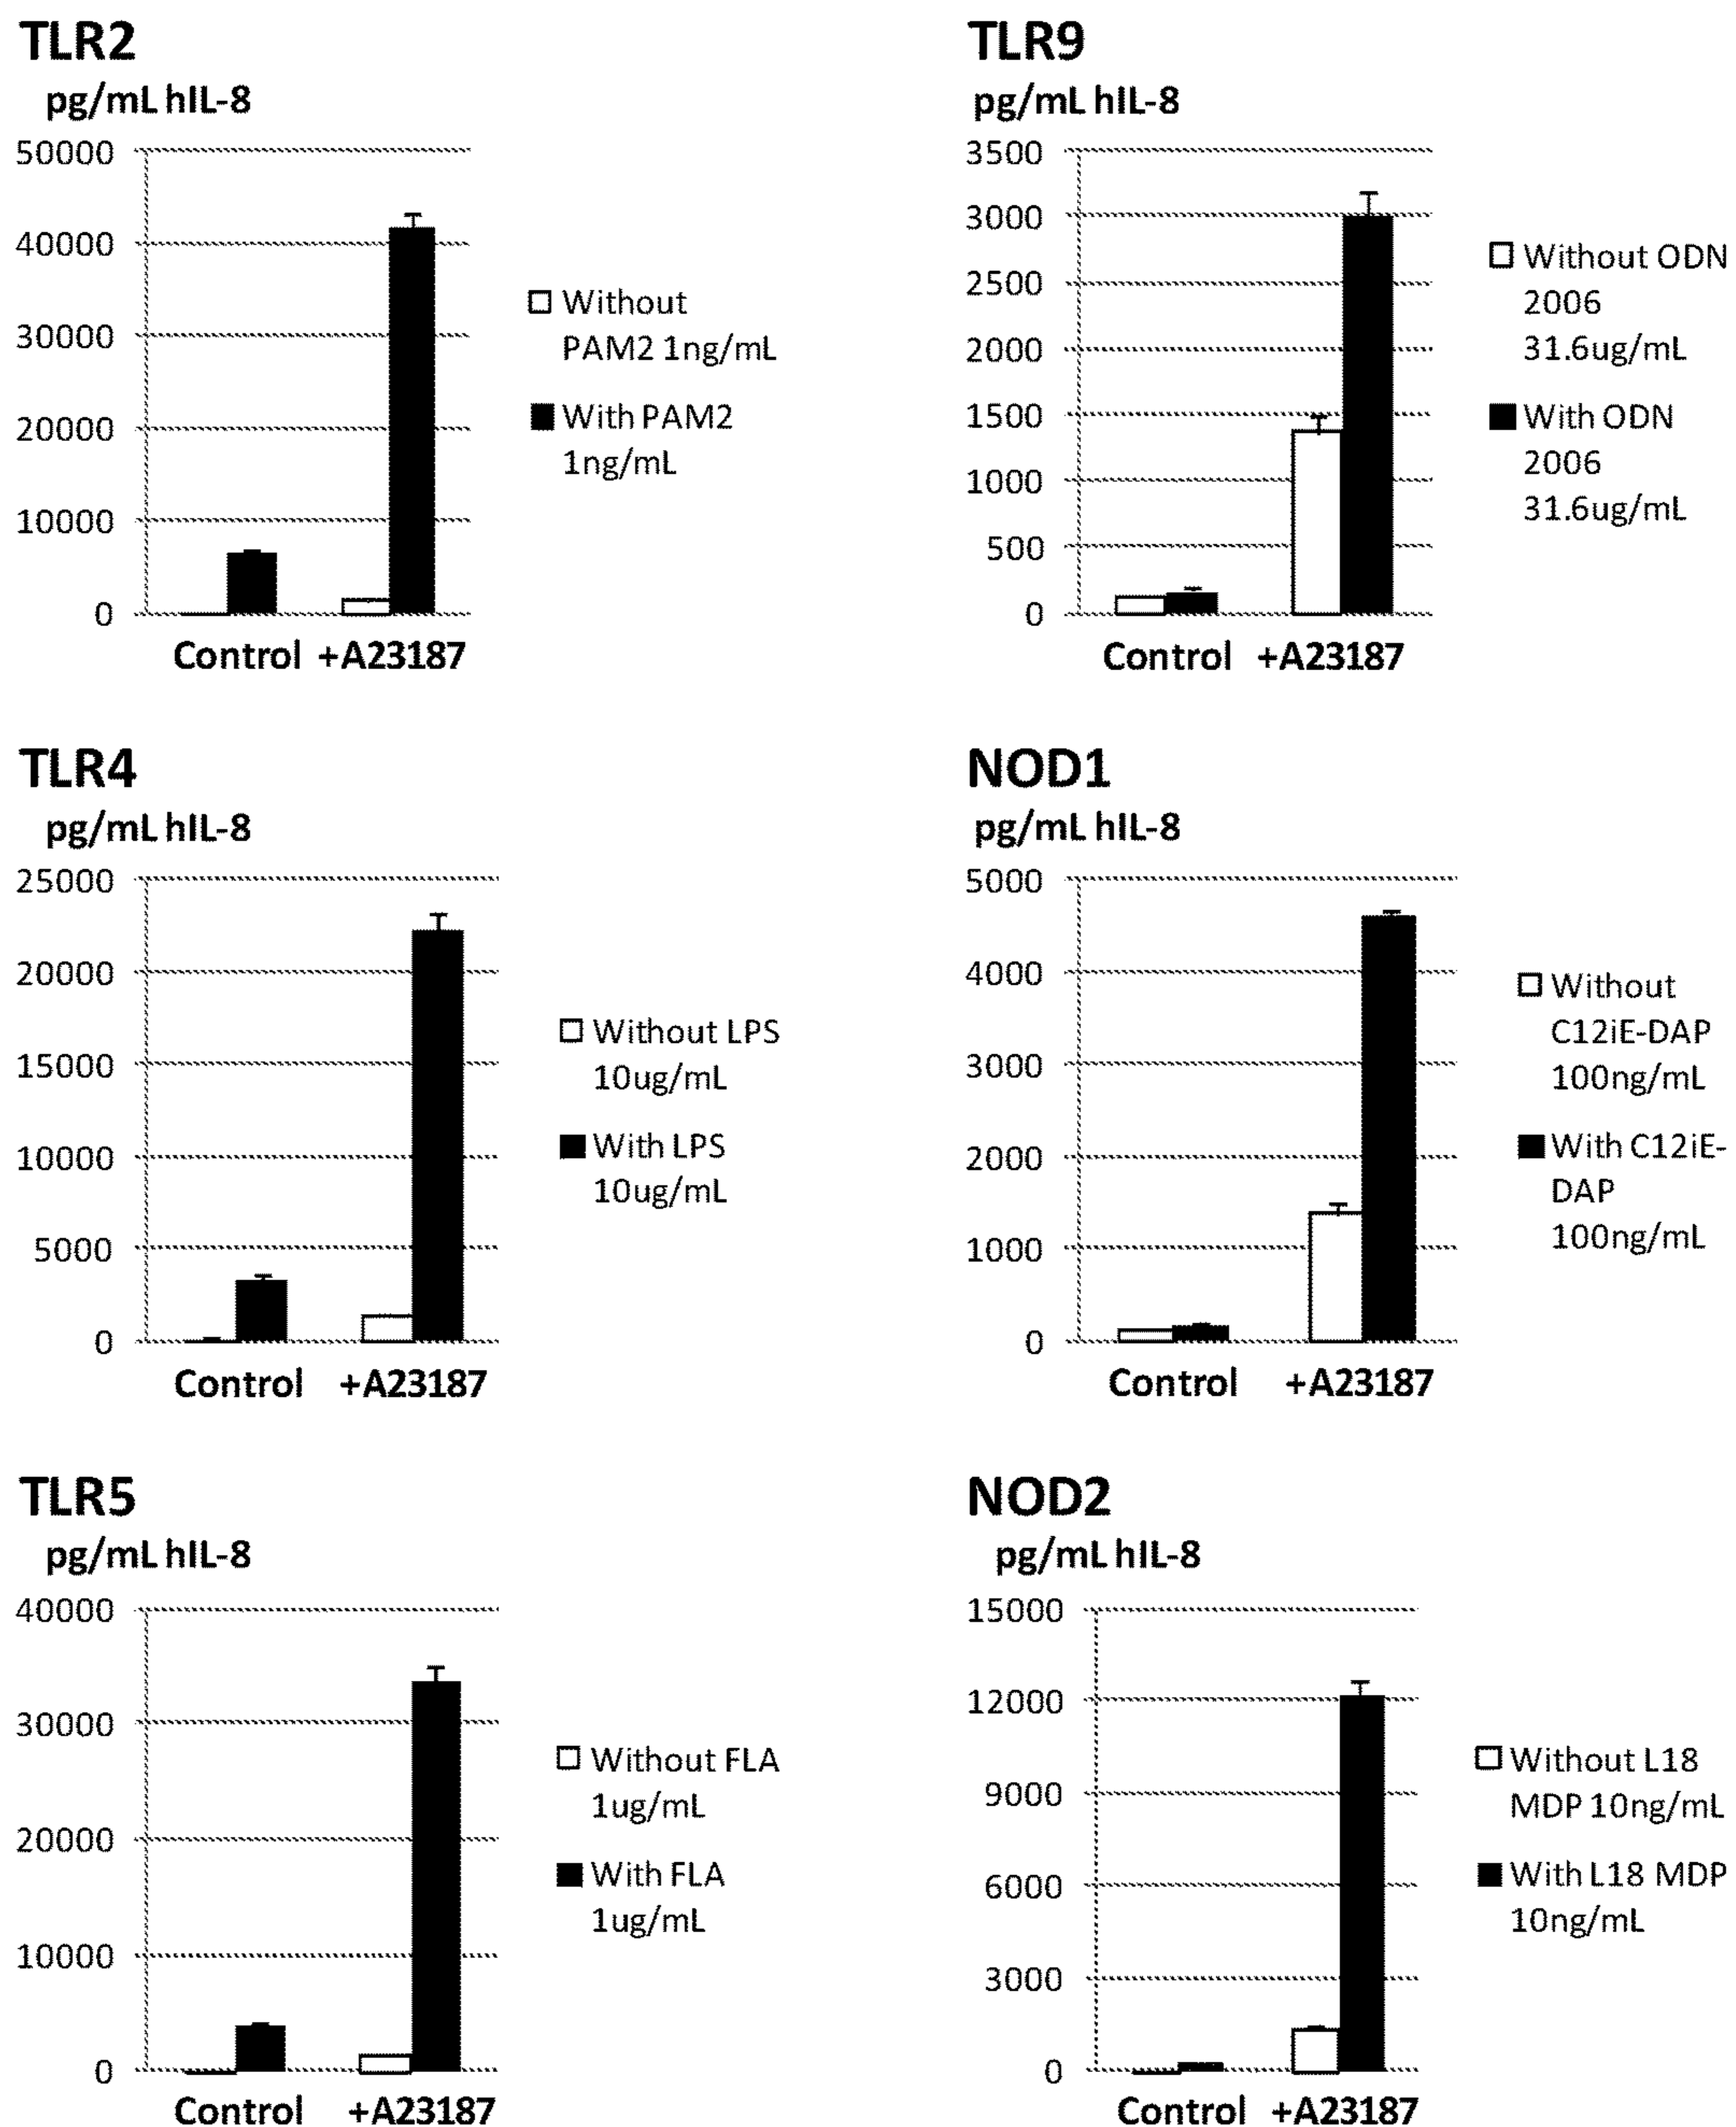 TLR2
pg/mL hIL-8
50000
40000
30000
20000
10000
0
Control +A23187
Without
PAM2 1ng/mL
With PAM2
1ng/mL
TLR9
pg/mL hIL-8
3500
3000
2500
2000
1500
1000
500
0
Control +A23187
Without ODN
2006
31.6ug/mL
With ODN
2006
31.6ug/mL
TLR4
pg/mL hIL-8
25000
20000
15000
10000
5000
0
Control +A23187
Without LPS
10ug/mL
With LPS
10ug/mL
NOD1
pg/mL hIL-8
5000
4000
3000
2000
1000
0
Control +A23187
Without
C12iE-DAP
100ng/mL
With C12iE-
DAP
100ng/mL
TLR5
pg/mL hIL-8
40000
30000
20000
10000
0
Control +A23187
Without FLA
1ug/mL
With FLA
1ug/mL
NOD2
pg/mL hIL-8
15000
12000
9000
6000
3000
0
Control +A23187
Without L18
MDP 10ng/mL
With L18 MDP
10ng/mL